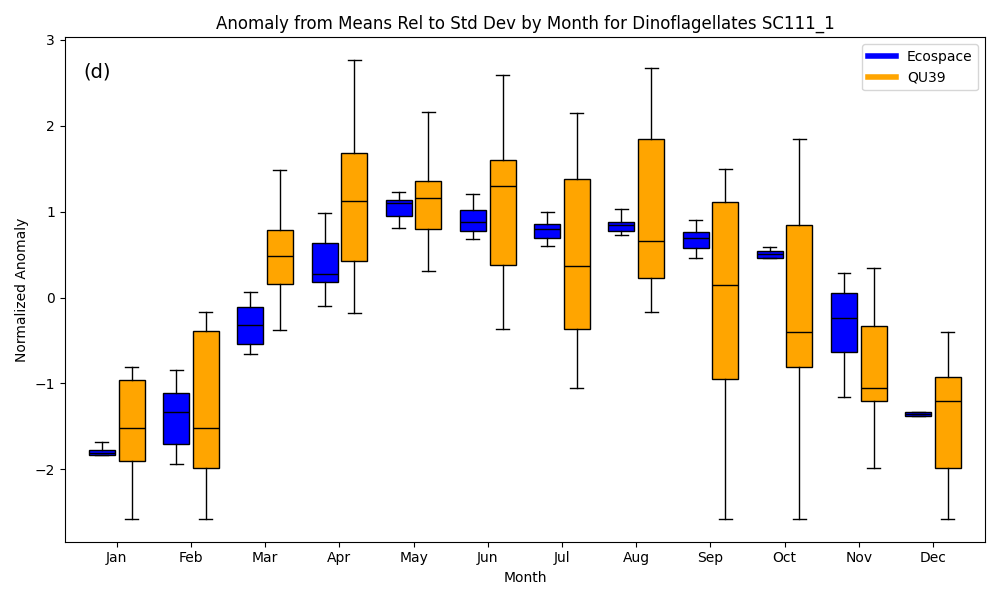 Anomaly from Means Rel to Std Dev by Month for Dinoflagellates SC111_1
(d)
Ecospace
QU39
Normalized Anomaly
3
2
1
0
−1
−2
Jan Feb Mar Apr May Jun Jul Aug Sep Oct Nov Dec
Month